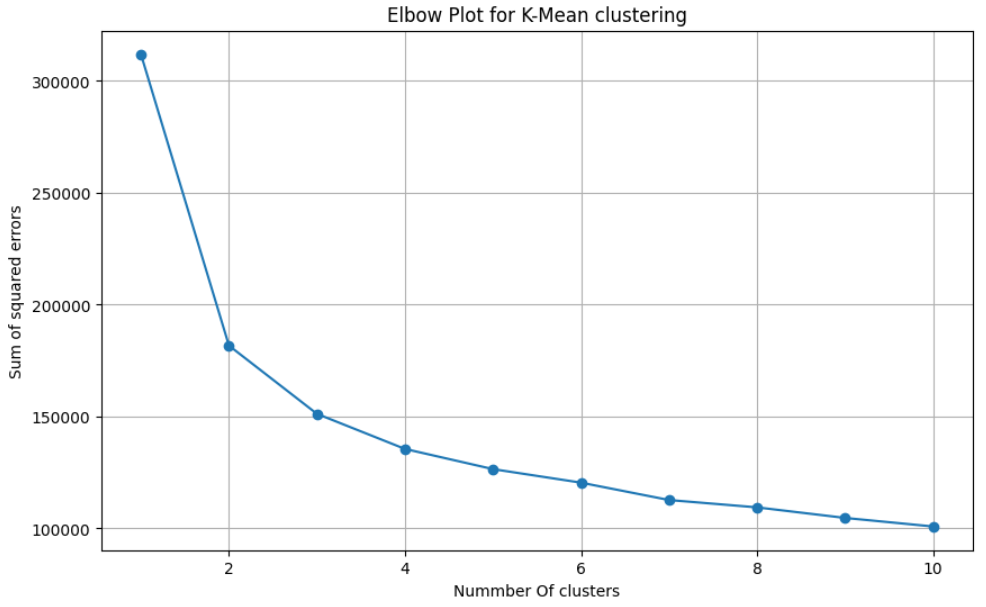 Elbow Plot for K-Mean clustering
300000
250000
200000
150000
100000
Sum of squared errors
2 4 6 8 10
Nummber Of clusters